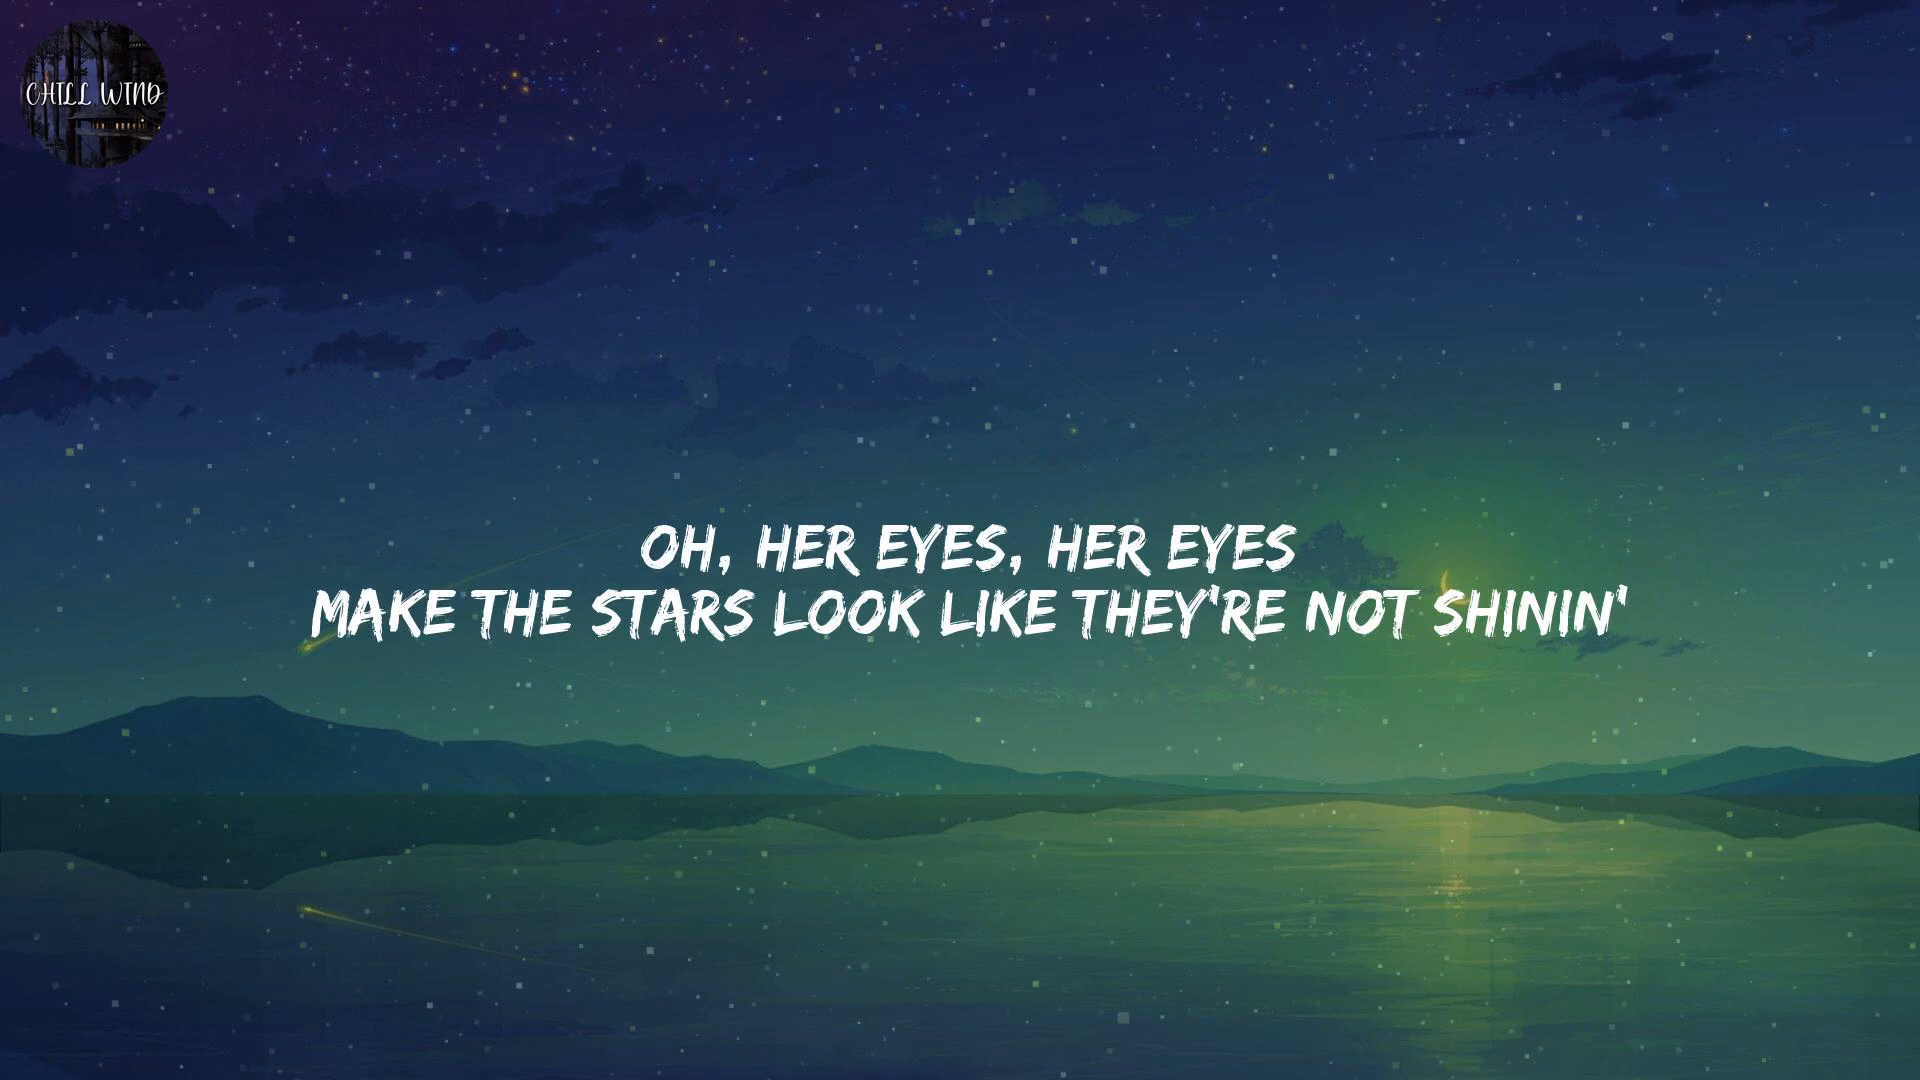 CHILL WIND
OH, HER EYES, HER EYES
MAKE THE STARS LOOK LIKE THEY'RE NOT SHININ'